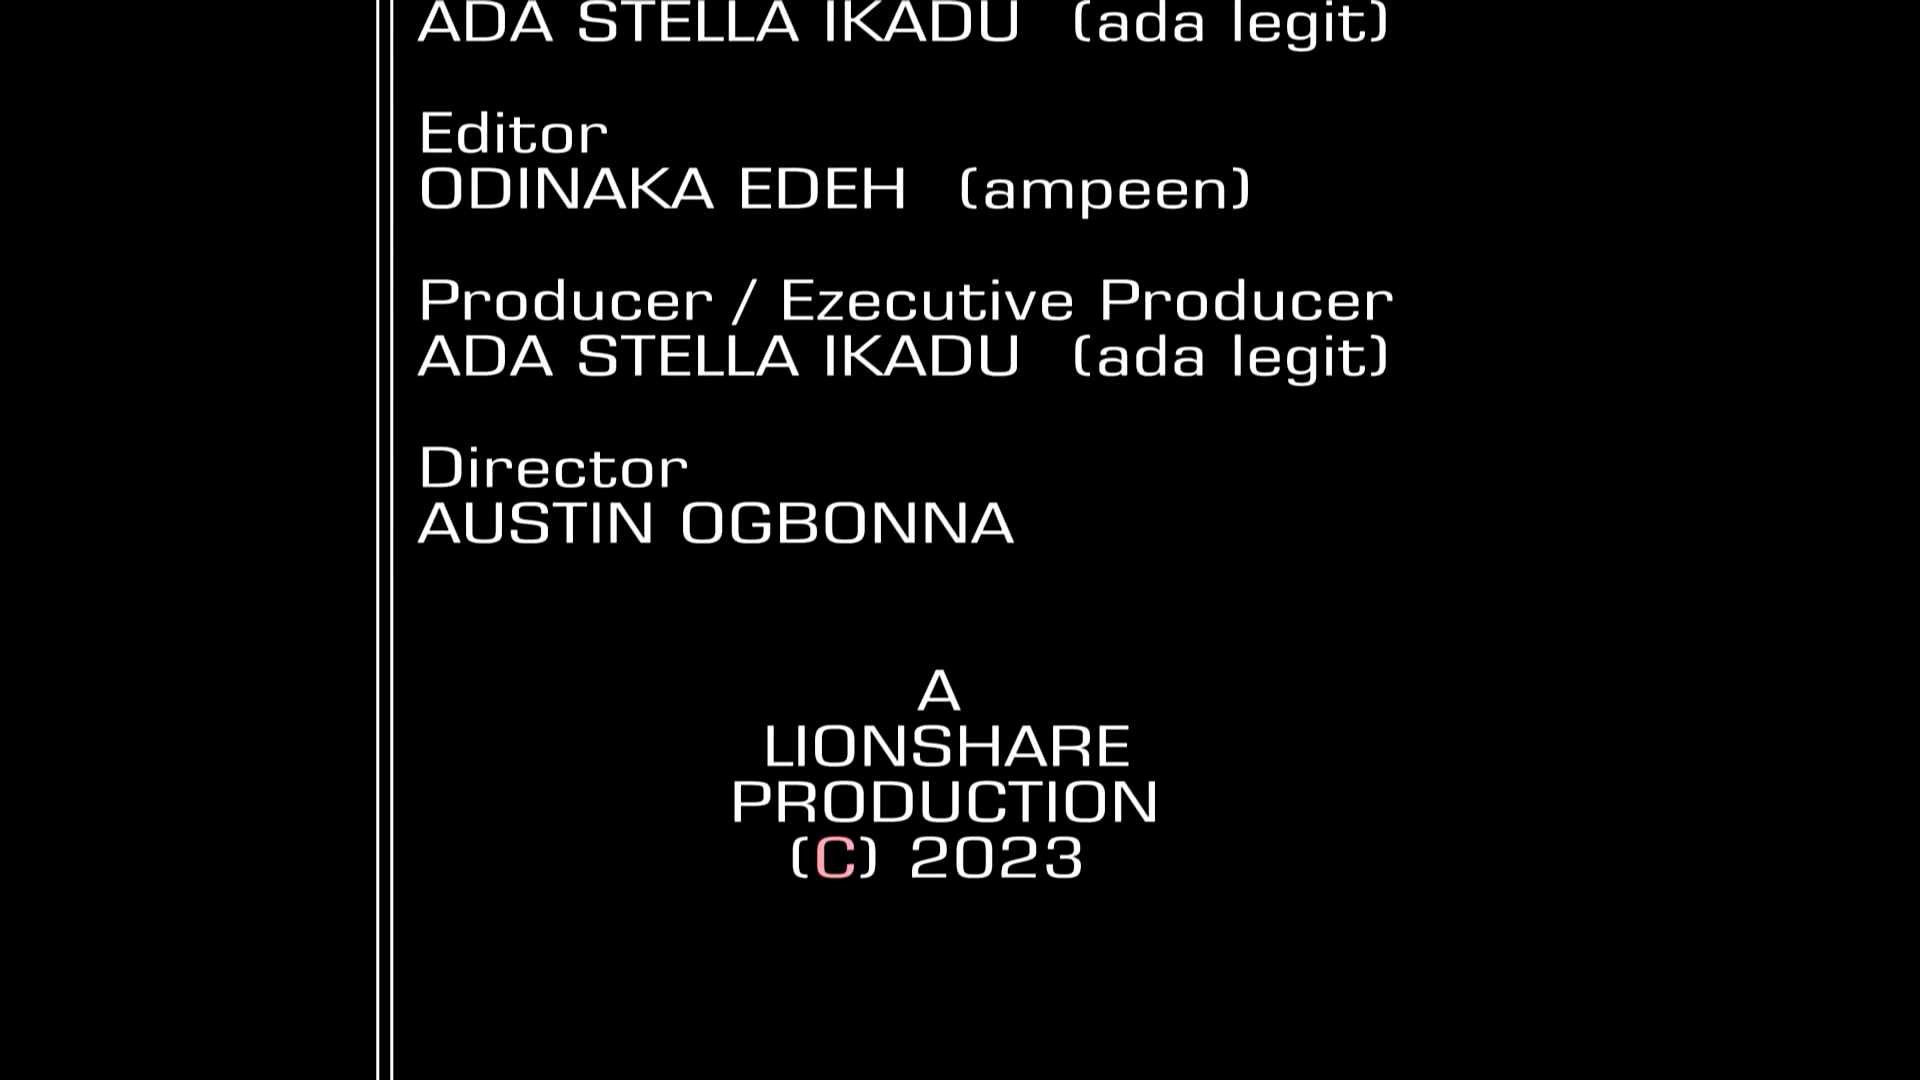 ADA STELLA IKADU (ada legit)
Editor
ODINAKA EDEH (ampeen)
Producer / Ezecutive Producer
ADA STELLA IKADU (ada legit)
Director
AUSTIN OGBONNA
A
LIONSHARE
PRODUCTION
(C) 2023